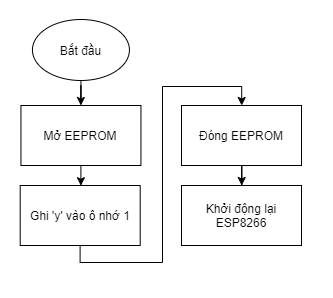 Bắt đầu
Mở EEPROM
Ghi 'y' vào ô nhớ 1
Đóng EEPROM
Khởi động lại
ESP8266